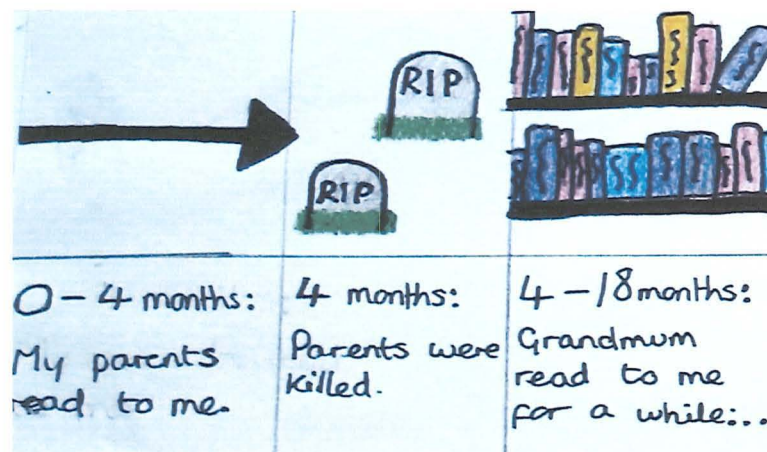 RIP
RIP
0 – 4 months:
My parents
read to me.
4 months:
Parents were
killed.
4 – 18 months:
Grandmum
read to me
for a while:...